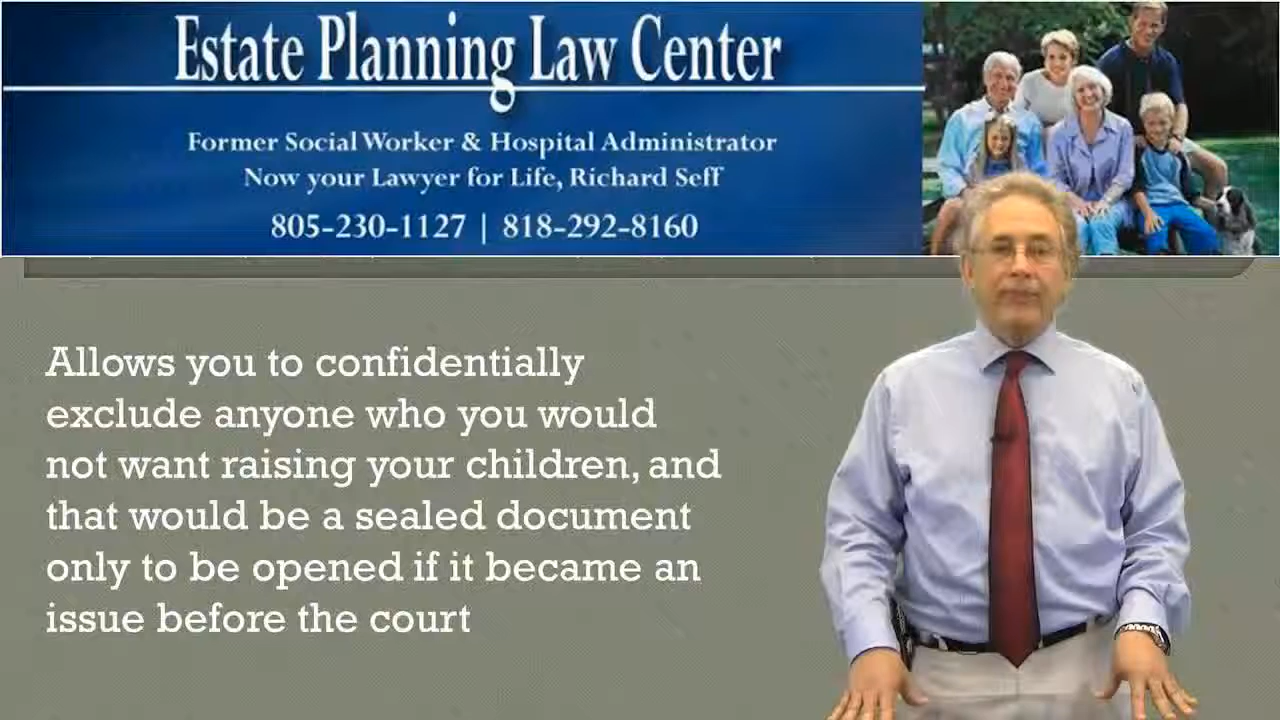 Estate Planning Law Center
Former Social Worker & Hospital Administrator
Now your Lawyer for Life, Richard Seff
805-230-1127 | 818-292-8160
Allows you to confidentially
exclude anyone who you would
not want raising your children, and
that would be a sealed document
only to be opened if it became an
issue before the court